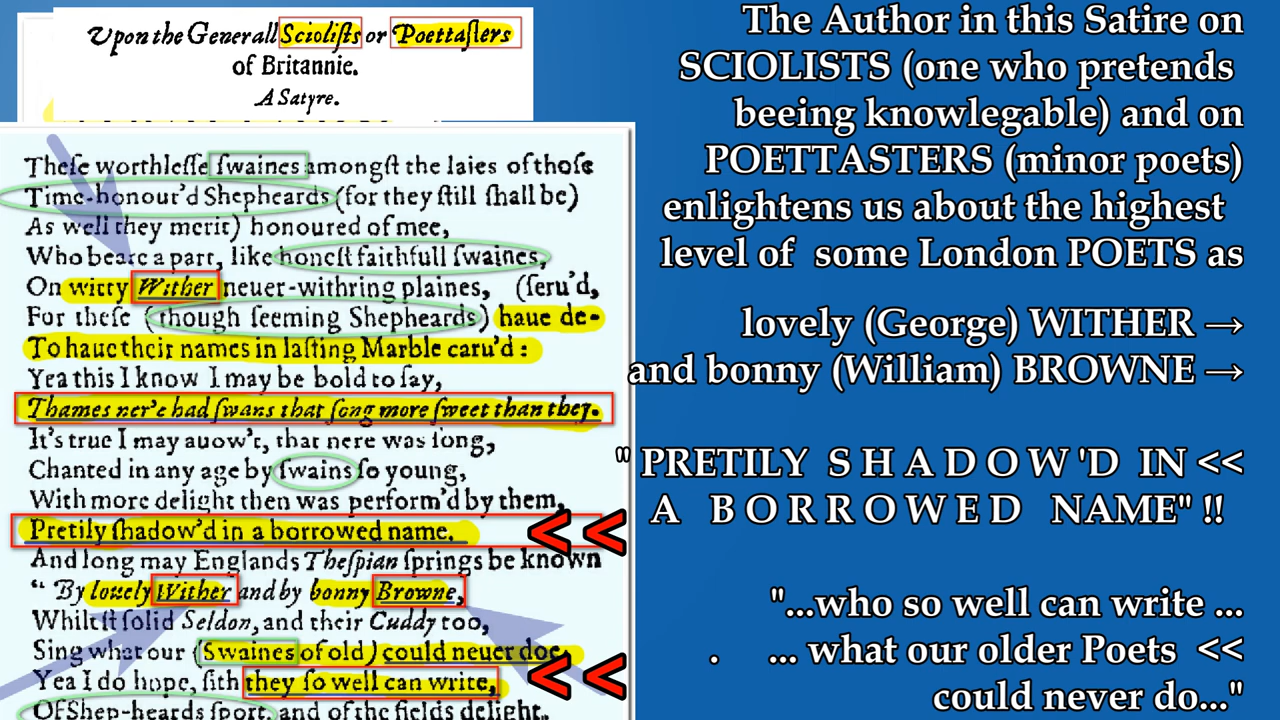 Vpon the Generall Scioliſts or Poettaſters
of Britannie.
A Satyre.
Theſe worthleſſe ſwaines amongſt the laies of thoſe
Time-honour'd Shepheards (for they ſtill ſhall be)
As well they merit) honoured of mee,
Who beare a part, like honeſt faithfull ſwaines,
On witty Wither neuer-withring plaines, (ſeru'd,
For theſe (though ſeeming Shepheards) haue de-
To haue their names in laſting Marble caru'd :
Yea this I know I may be bold to ſay,
Thames ner'e had ſwans that ſong more ſweet than they.
It's true I may auow't, that nere was ſong,
Chanted in any age by ſwains ſo young,
With more delight then was perform'd by them,
Pretily ſhadow'd in a borrowed name.
And long may Englands Theſpian ſprings be known
“ By louely Wither and by bonny Browne,
Whilſt ſolid Seldon, and their Cuddy too,
Sing what our (Swaines of old) could neuer doe.
Yea I do hope, ſith they ſo well can write,
Of Shep-heards ſport, and of the fields delight.
<<
<<
The Author in this Satire on
SCIOLISTS (one who pretends
beeing knowlegable) and on
POETTASTERS (minor poets)
enlightens us about the highest
level of some London POETS as
lovely (George) WITHER →
and bonny (William) BROWNE →
" PRETILY S H A D O W 'D IN <<
A B O R R O W E D NAME" !!
"...who so well can write ...
. ... what our older Poets <<
could never do..."